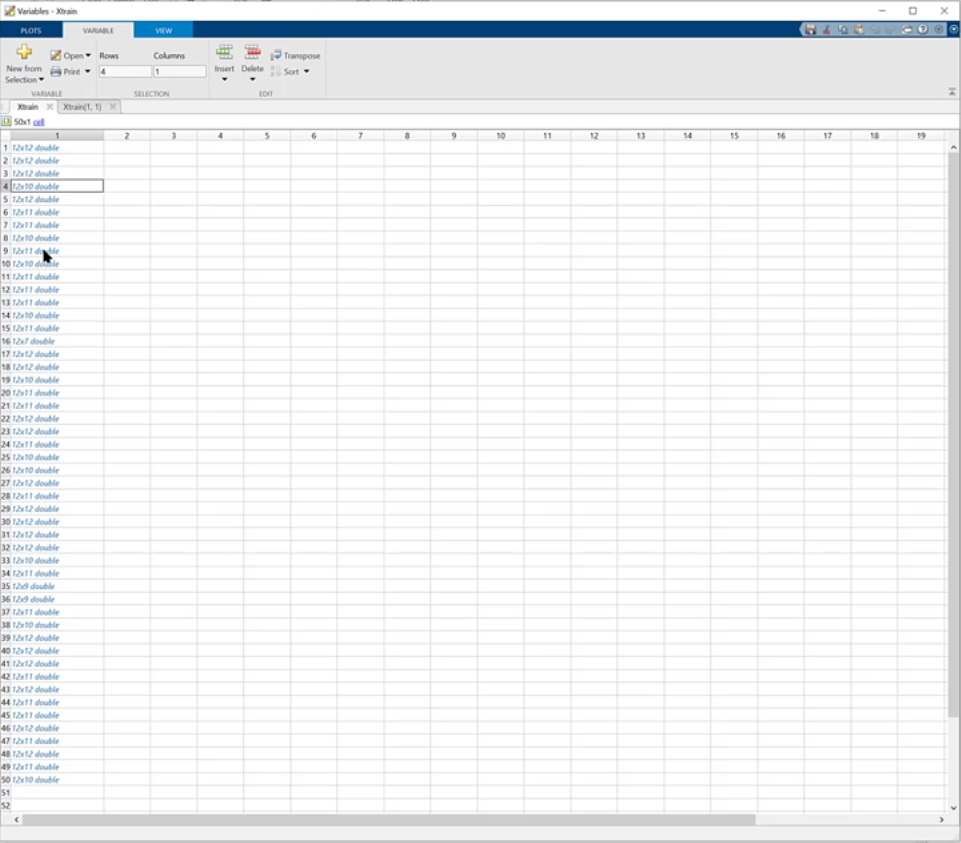 Variables - Xtrain
PLOTS VARIABLE VIEW
New from Selection Open Print Rows Columns 4 1 Insert Delete Transpose Sort
VARIABLE SELECTION EDIT
Xtrain Xtrain(1, 1)
50x1 cell
1 2 3 4 5 6 7 8 9 10 11 12 13 14 15 16 17 18 19
1 12x12 double
2 12x12 double
3 12x12 double
4 12x10 double
5 12x12 double
6 12x11 double
7 12x11 double
8 12x10 double
9 12x11 double
10 12x10 double
11 12x11 double
12 12x11 double
13 12x11 double
14 12x10 double
15 12x11 double
16 12x7 double
17 12x12 double
18 12x12 double
19 12x10 double
20 12x11 double
21 12x11 double
22 12x12 double
23 12x12 double
24 12x11 double
25 12x10 double
26 12x10 double
27 12x12 double
28 12x11 double
29 12x12 double
30 12x12 double
31 12x12 double
32 12x12 double
33 12x10 double
34 12x11 double
35 12x9 double
36 12x9 double
37 12x11 double
38 12x10 double
39 12x12 double
40 12x12 double
41 12x12 double
42 12x11 double
43 12x12 double
44 12x11 double
45 12x11 double
46 12x12 double
47 12x11 double
48 12x12 double
49 12x11 double
50 12x10 double
51
52